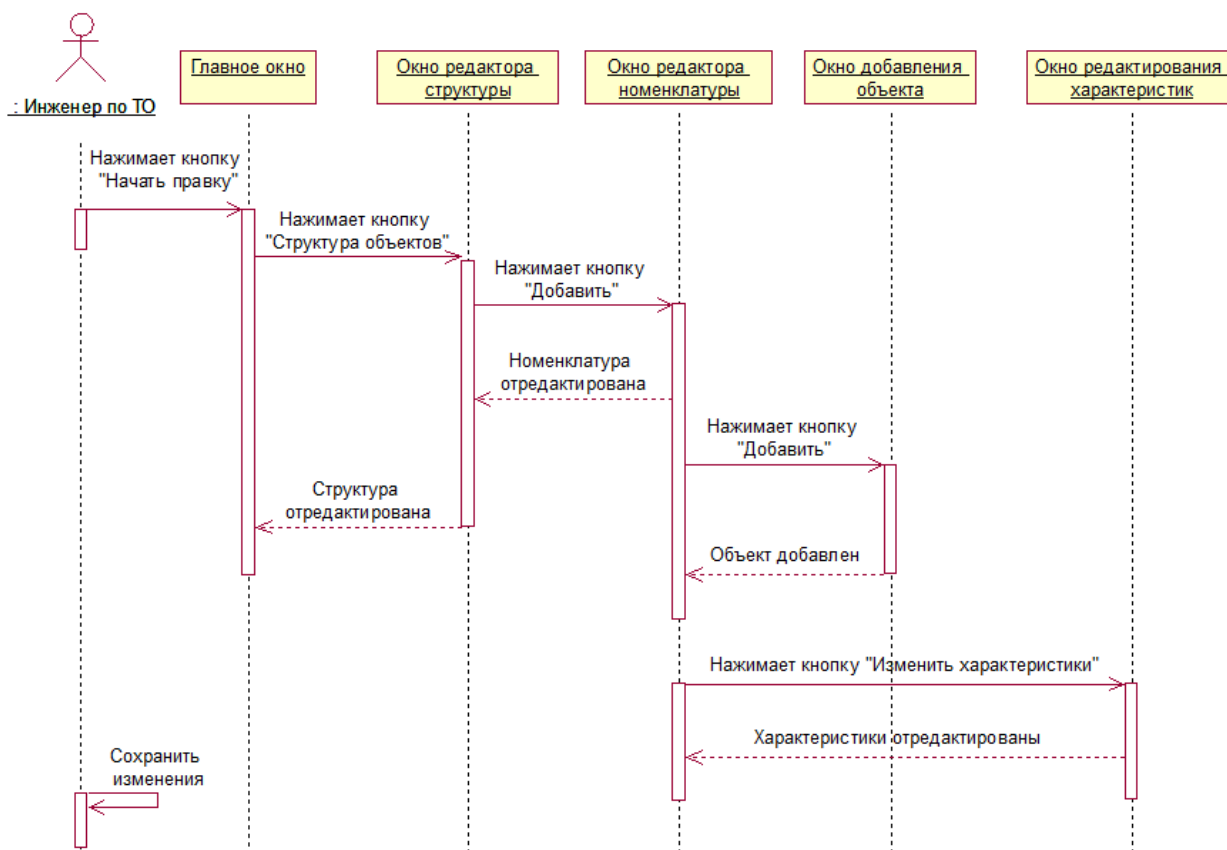 : Инженер по ТО
Главное окно
Окно редактора
структуры
Окно редактора
номенклатуры
Окно добавления
объекта
Окно редактирования
характеристик
Нажимает кнопку
"Начать правку"
Нажимает кнопку
"Структура объектов"
Нажимает кнопку
"Добавить"
Номенклатура
отредактирована
Нажимает кнопку
"Добавить"
Структура
отредактирована
Объект добавлен
Нажимает кнопку "Изменить характеристики"
Характеристики отредактированы
Сохранить
изменения